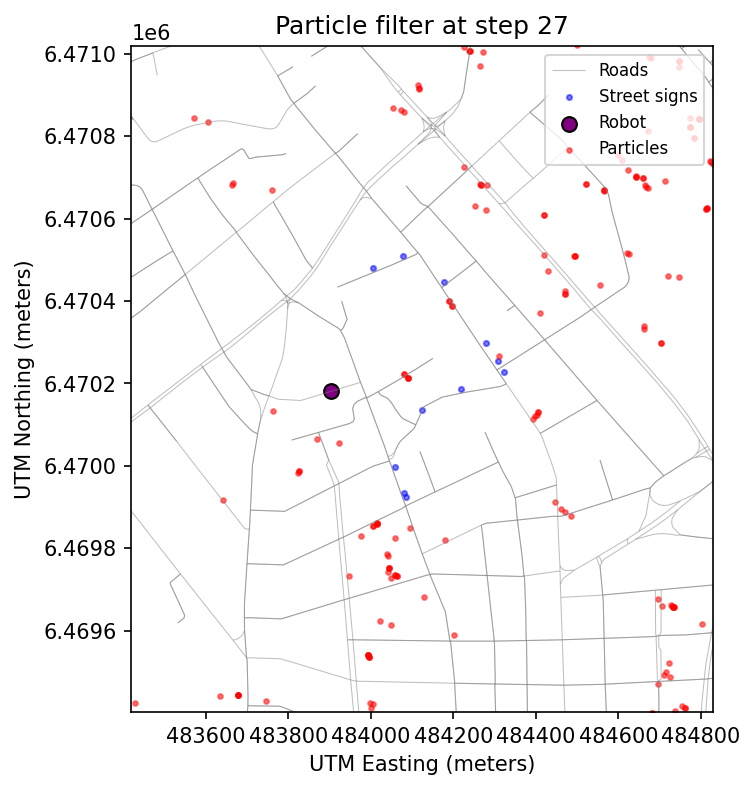 Particle filter at step 27
1e6
6.4710
6.4708
6.4706
6.4704
6.4702
6.4700
6.4698
6.4696
UTM Northing (meters)
Roads
Street signs
Robot
Particles
483600 483800 484000 484200 484400 484600 484800
UTM Easting (meters)